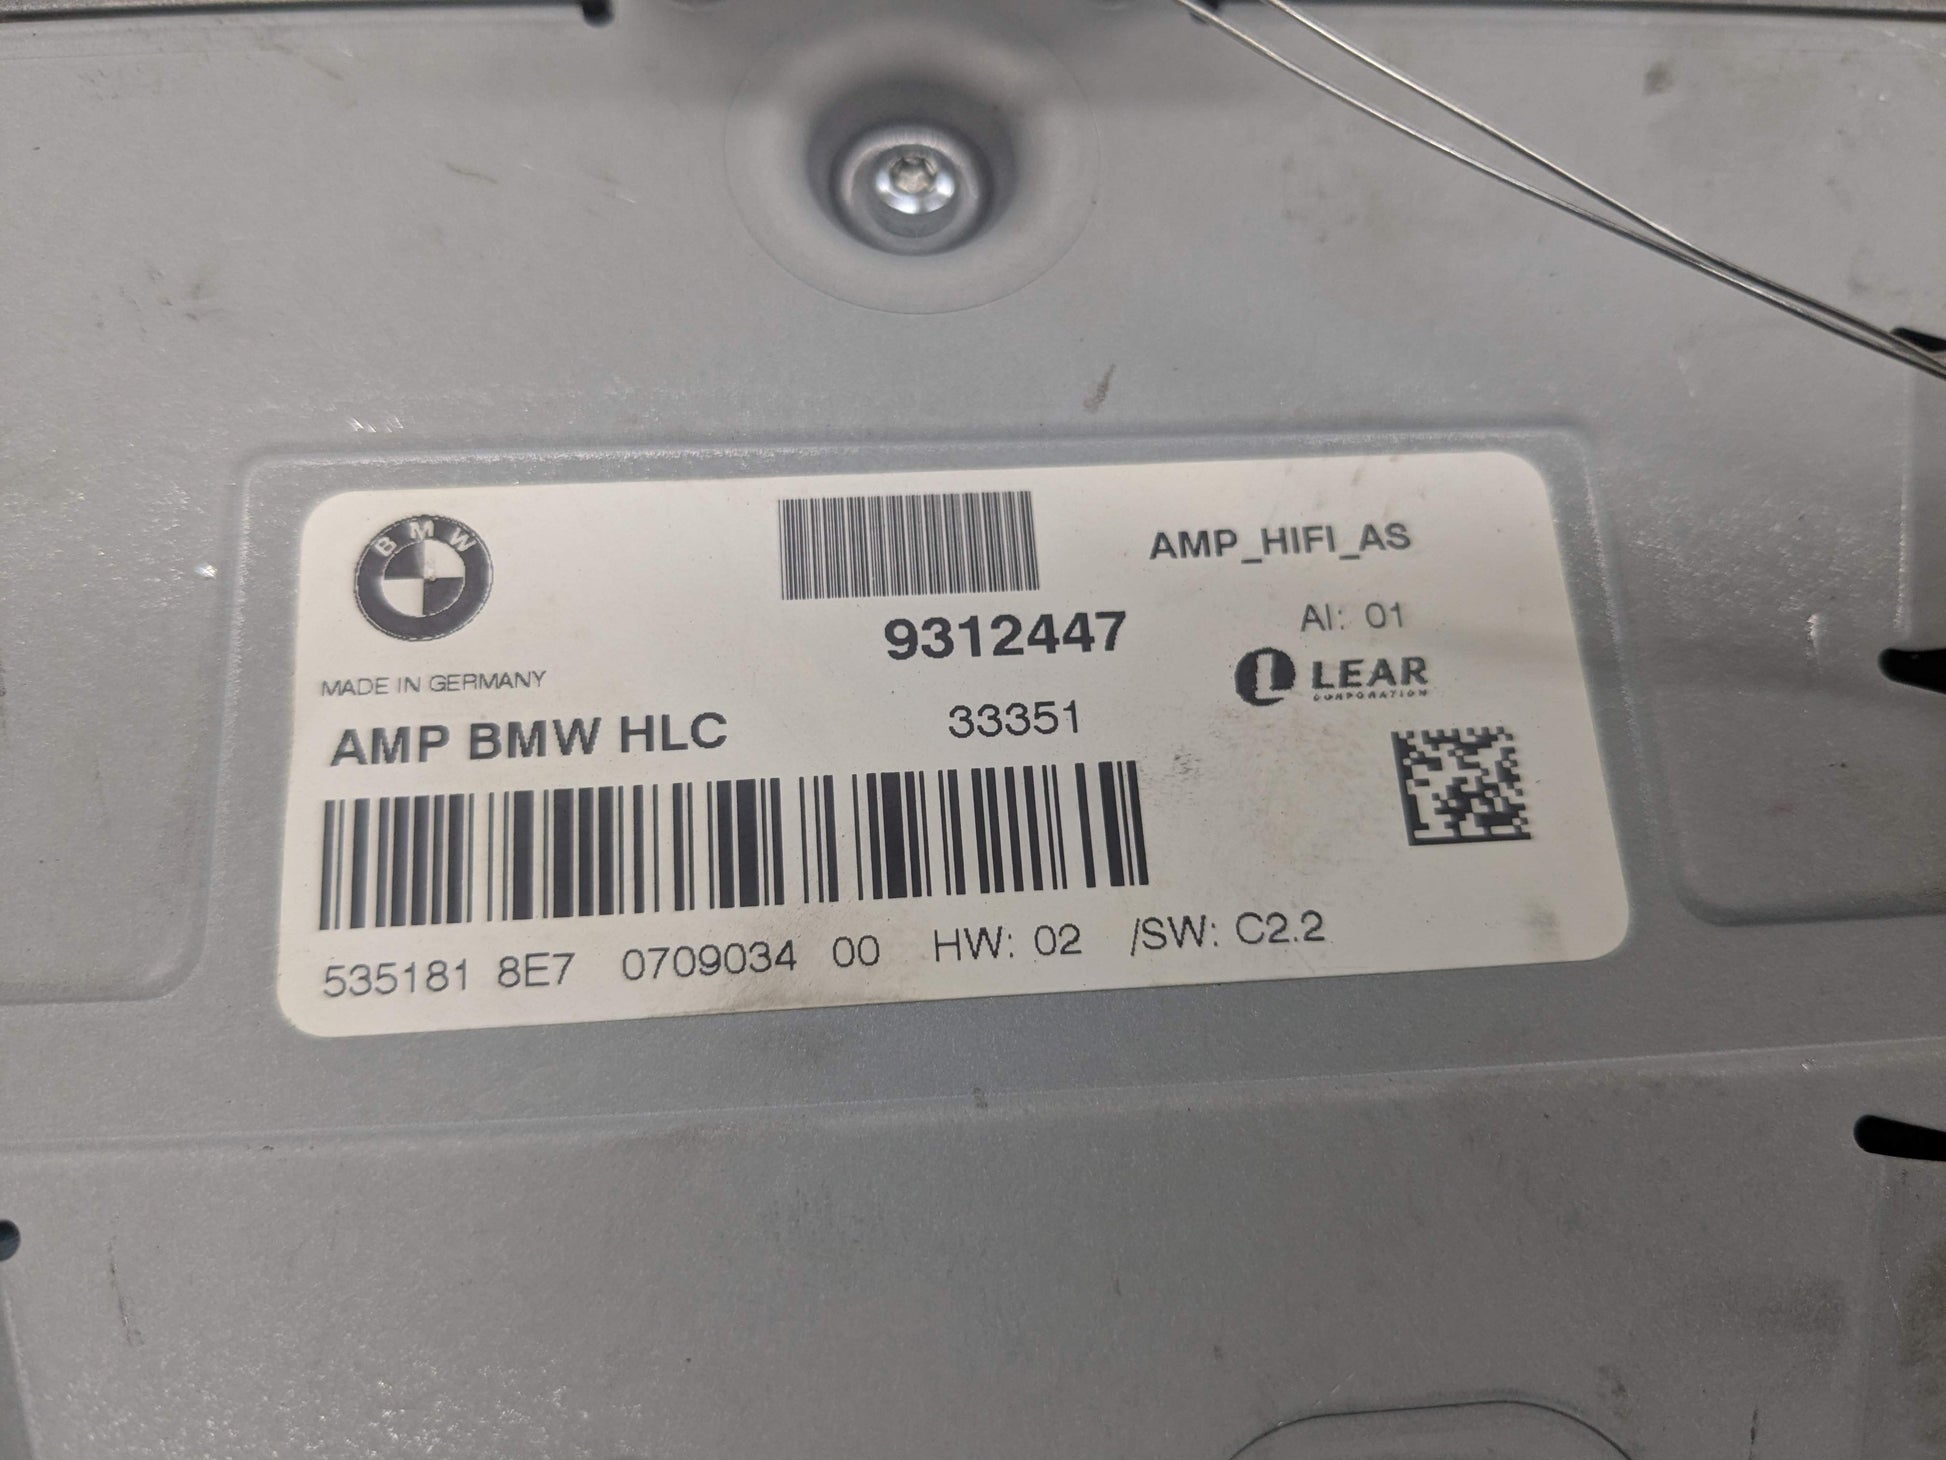 BMW
AMP_HIFI_AS
9312447
AI: 01
MADE IN GERMANY
LEAR
CORPORATION
AMP BMW HLC
33351
535181 8E7 0709034 00 HW: 02 /SW: C2.2